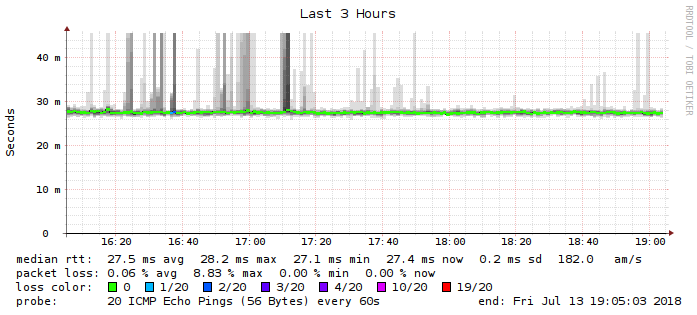 Last 3 Hours
RRDTOOL / TOBI OETIKER
Seconds
40 m
30 m
20 m
10 m
0
16:20 16:40 17:00 17:20 17:40 18:00 18:20 18:40 19:00
median rtt: 27.5 ms avg 28.2 ms max 27.1 ms min 27.4 ms now 0.2 ms sd 182.0 am/s
packet loss: 0.06 % avg 8.83 % max 0.00 % min 0.00 % now
loss color: 0 1/20 2/20 3/20 4/20 10/20 19/20
probe: 20 ICMP Echo Pings (56 Bytes) every 60s end: Fri Jul 13 19:05:03 2018